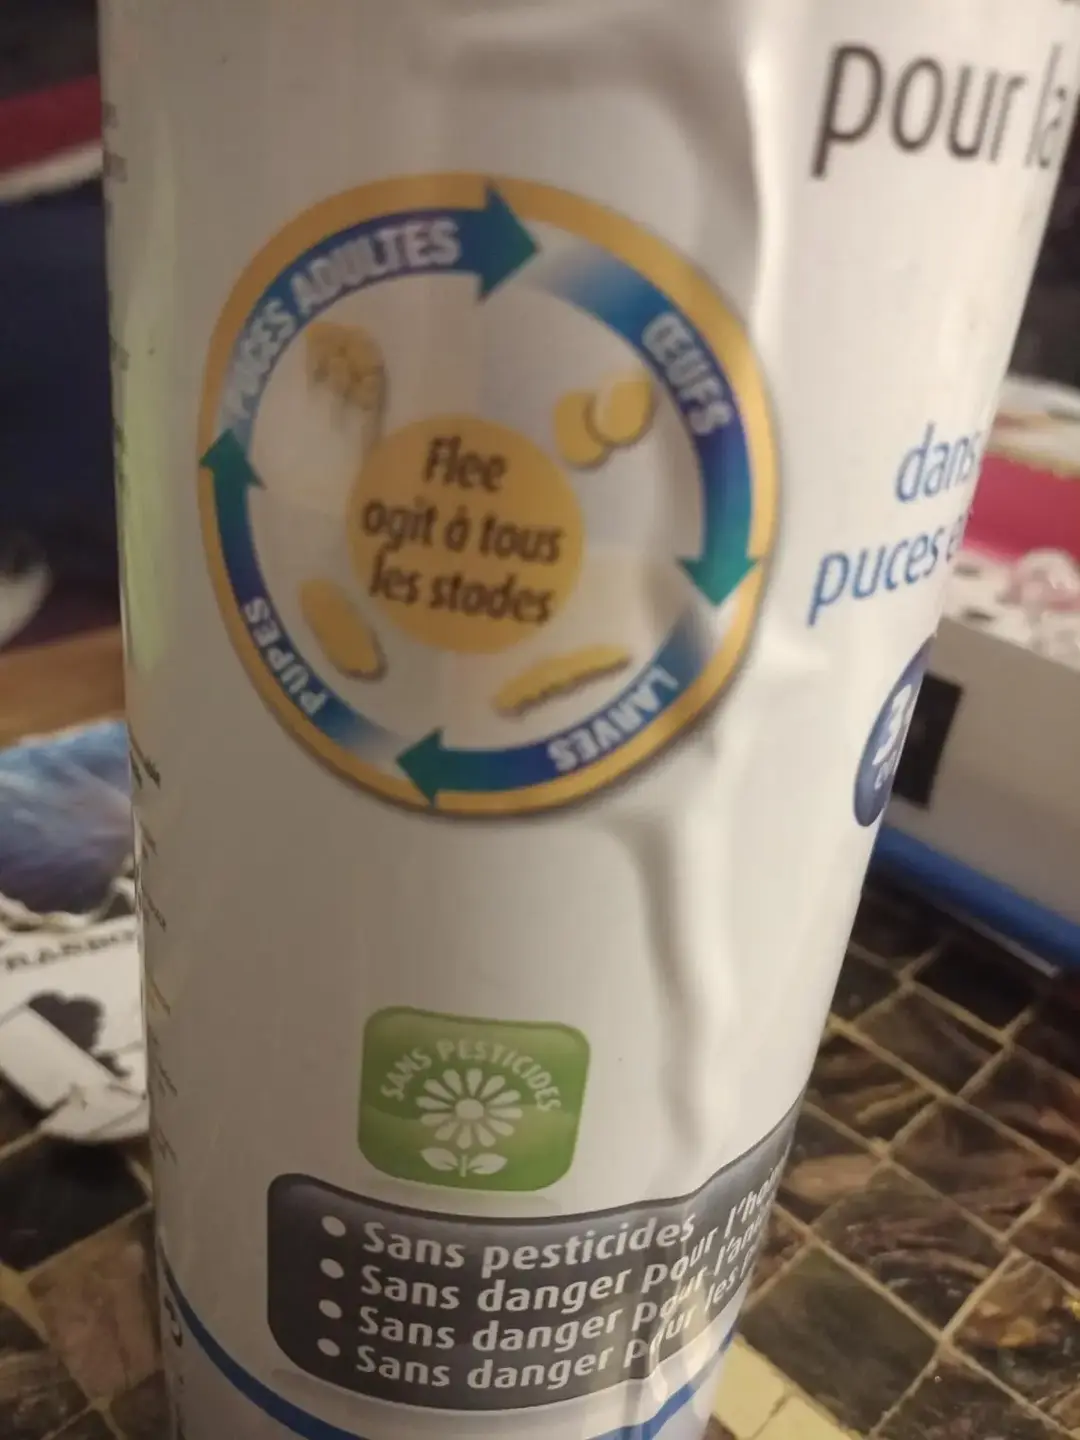 pour la
PUCES ADULTES
ŒUFS
LARVES
PUPES
Flee
agit à tous
les stades
dans
puces
SANS PESTICIDES
• Sans pesticides
• Sans danger pour l'ho
• Sans danger pour l'ani
• Sans danger pour les